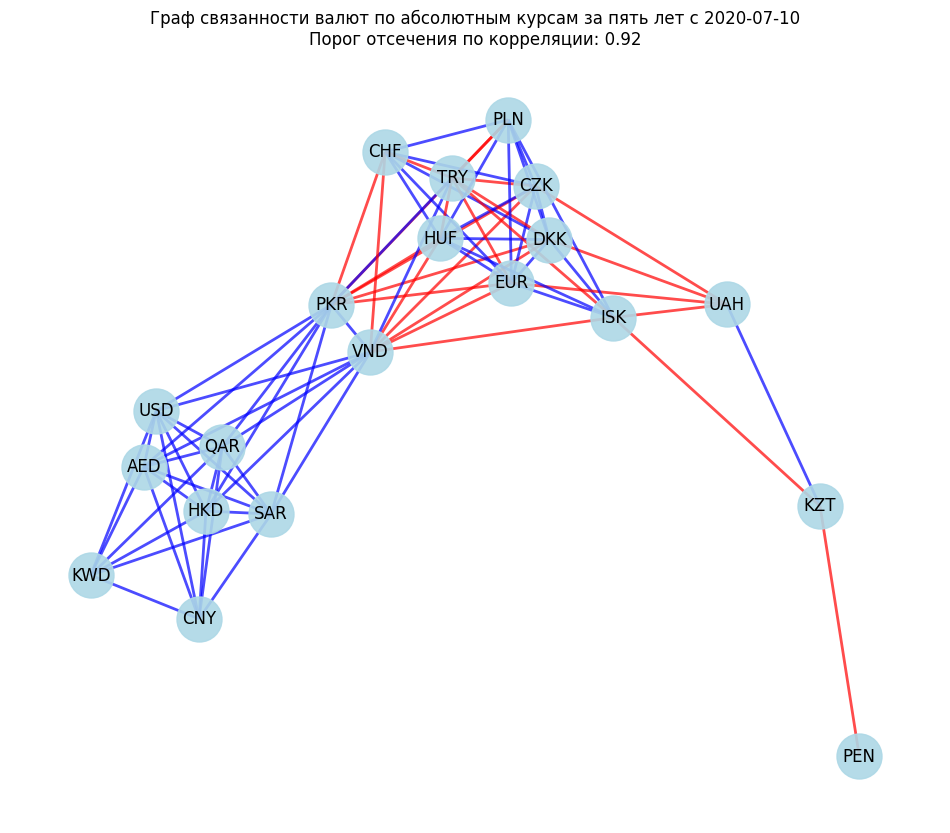 Граф связанности валют по абсолютным курсам за пять лет с 2020-07-10
Порог отсечения по корреляции: 0.92
PLN
CHF
TRY
CZK
HUF
DKK
EUR
PKR
ISK
UAH
VND
USD
QAR
AED
HKD
SAR
KZT
KWD
CNY
PEN